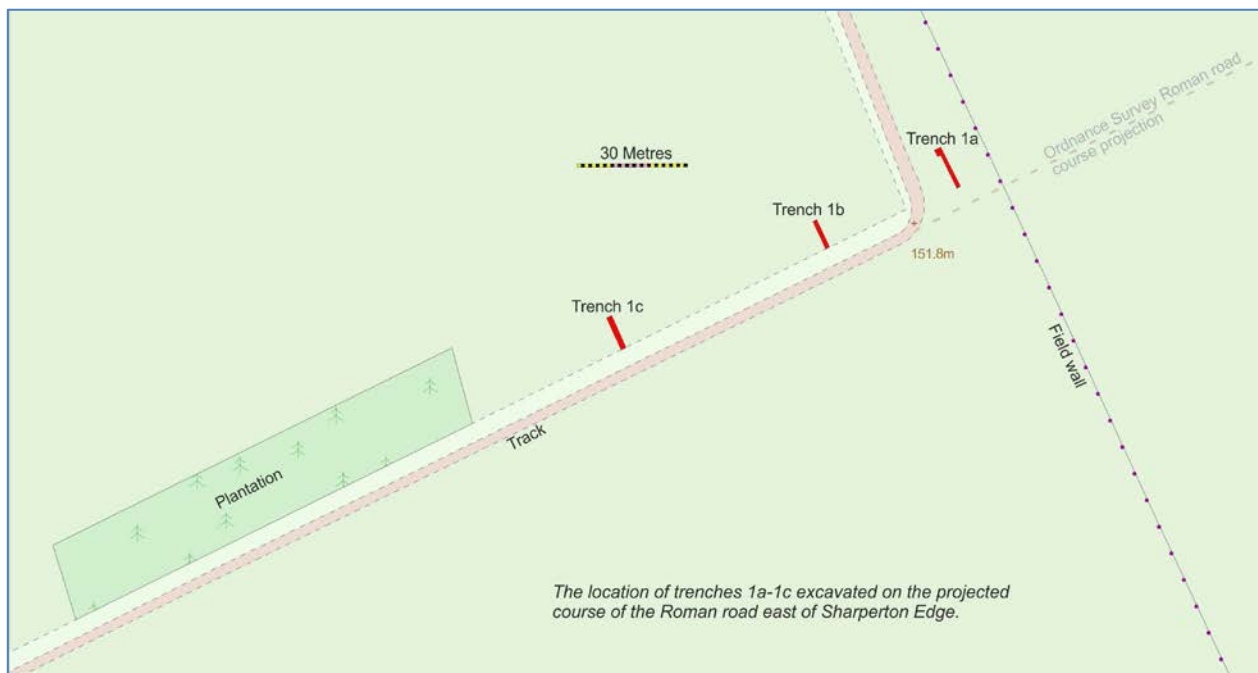 Ordnance Survey Roman road
course projection
Trench 1a
30 Metres
Trench 1b
151.8m
Trench 1c
Field wall
Track
Plantation
The location of trenches 1a-1c excavated on the projected
course of the Roman road east of Sharperton Edge.